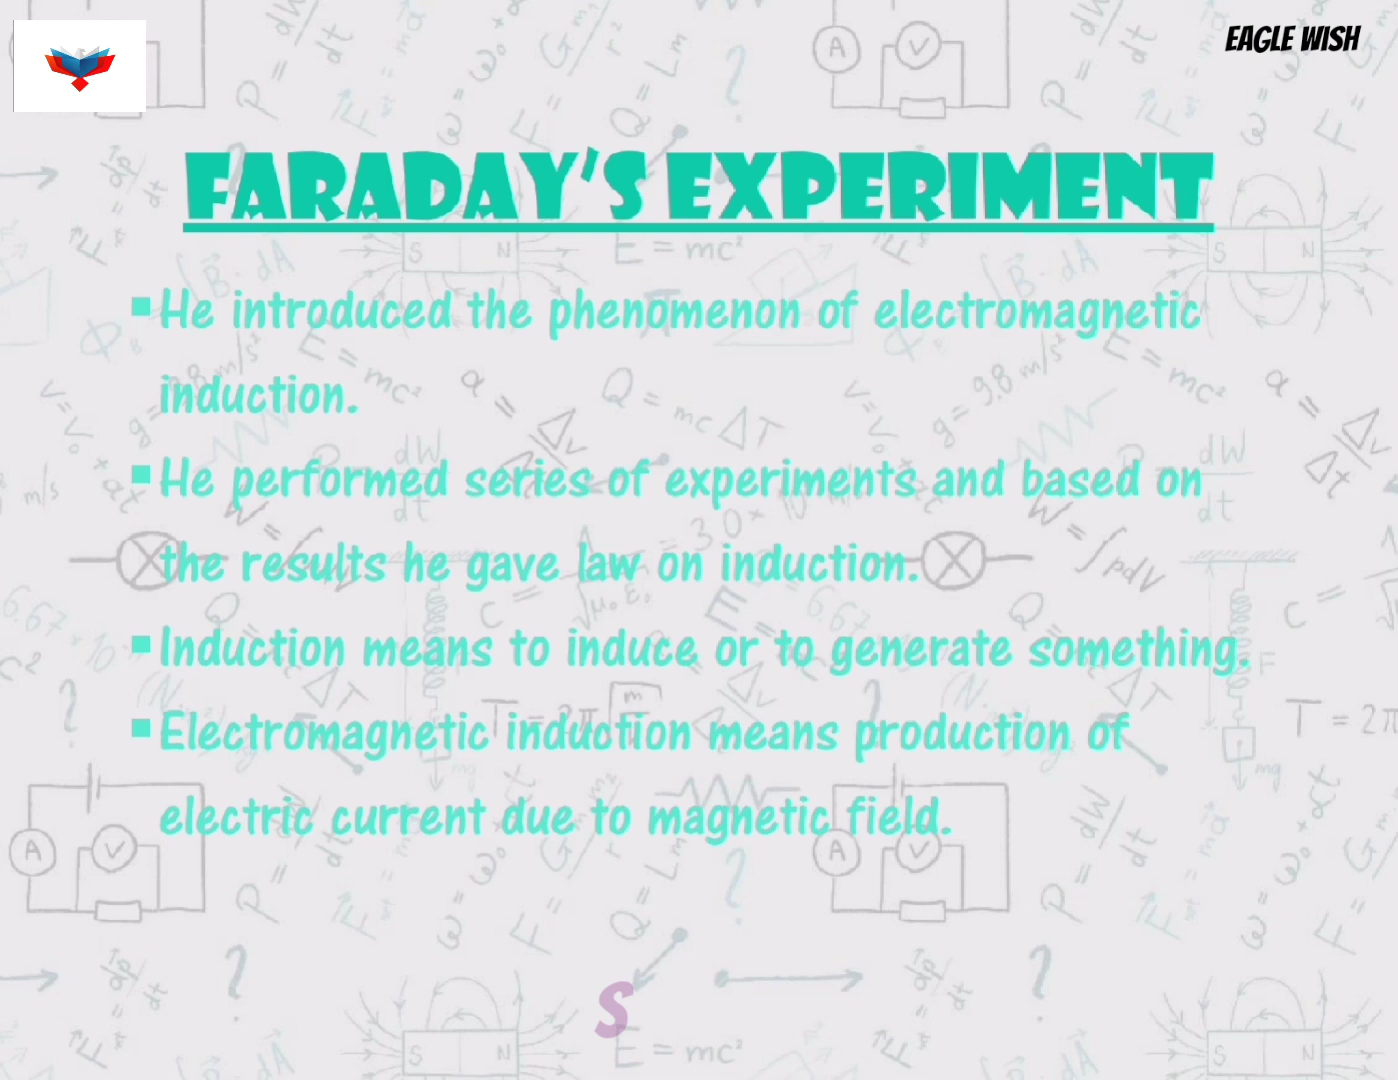 EAGLE WISH
FARADAY'S EXPERIMENT
▪He introduced the phenomenon of electromagnetic
induction.
▪He performed series of experiments and based on
the results he gave law on induction.
▪Induction means to induce or to generate something.
▪Electromagnetic induction means production of
electric current due to magnetic field.
S
E = mc²